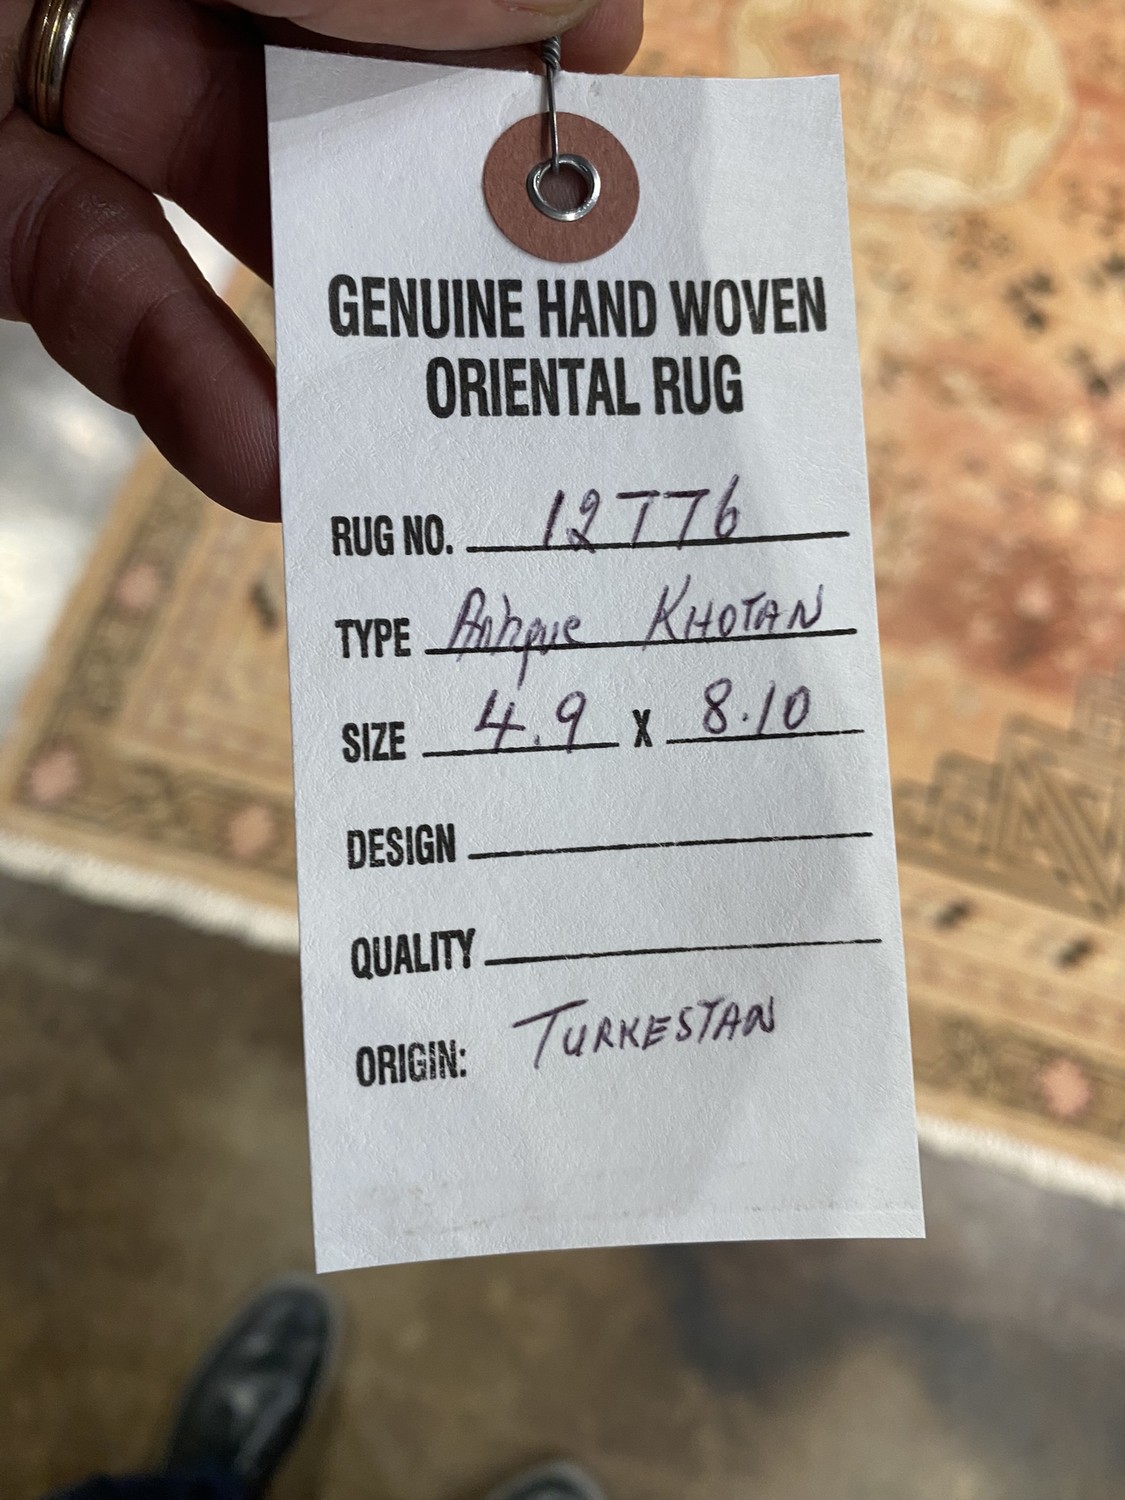 GENUINE HAND WOVEN
ORIENTAL RUG
RUG NO. 12776
TYPE Antique KHOTAN
SIZE 4.9 X 8.10
DESIGN
QUALITY
ORIGIN: TURKESTAN